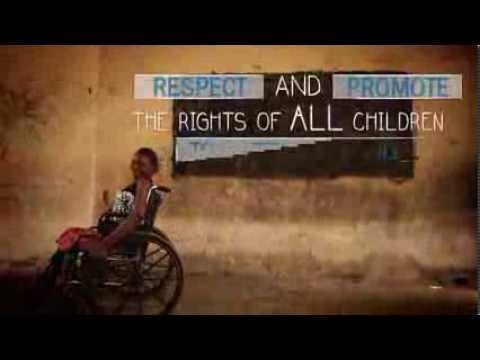 RESPECT AND PROMOTE
THE RIGHTS OF ALL CHILDREN